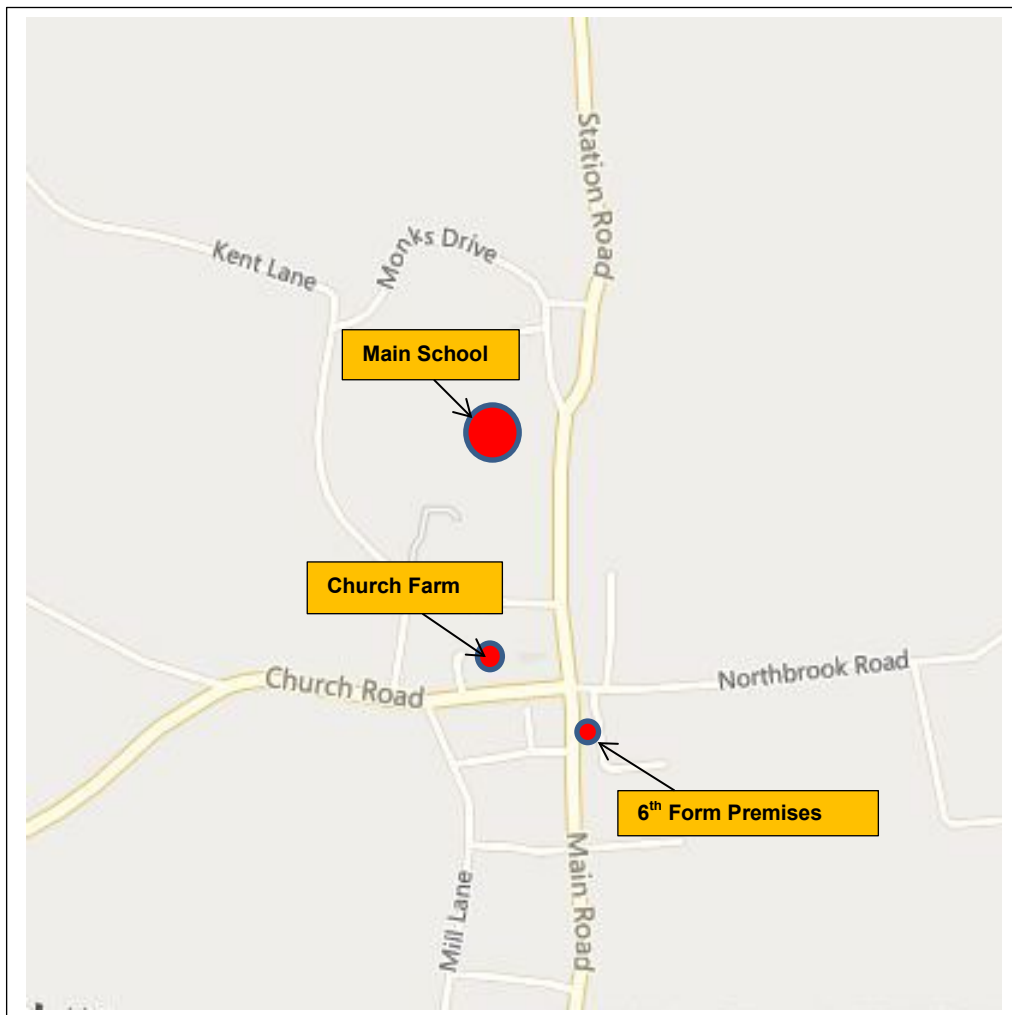 Station Road
Monks Drive
Kent Lane
Main School
Church Farm
Northbrook Road
Church Road
6th Form Premises
Main Road
Mill Lane